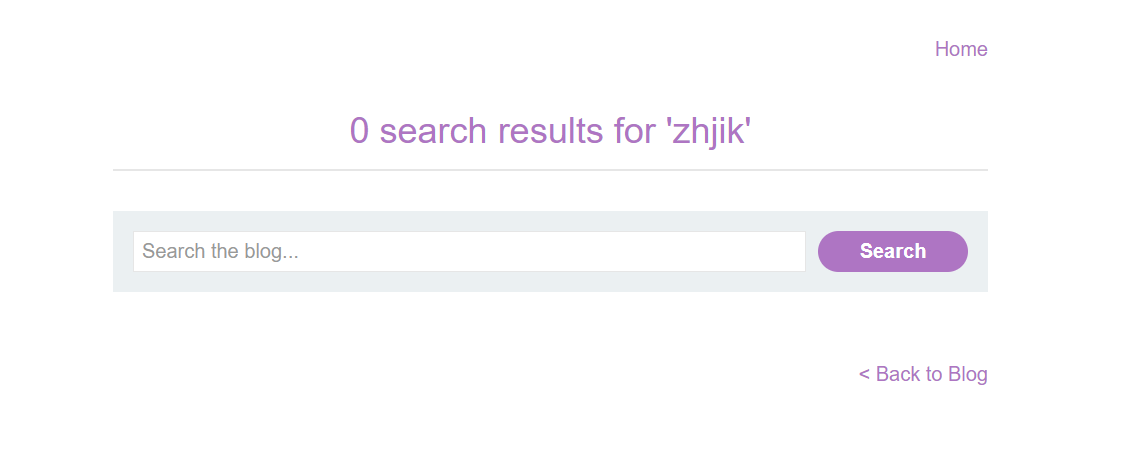 Home
0 search results for 'zhjik'
Search the blog...
Search
< Back to Blog